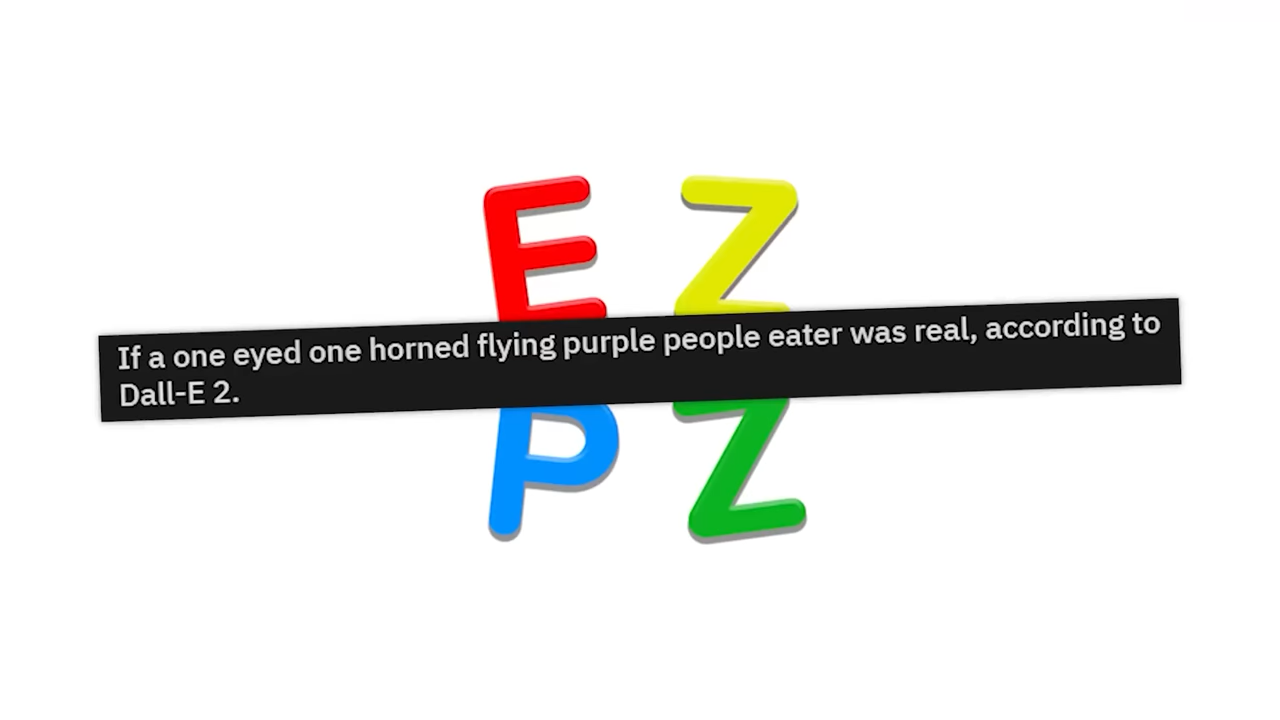 E Z
If a one eyed one horned flying purple people eater was real, according to
Dall-E 2.
P Z